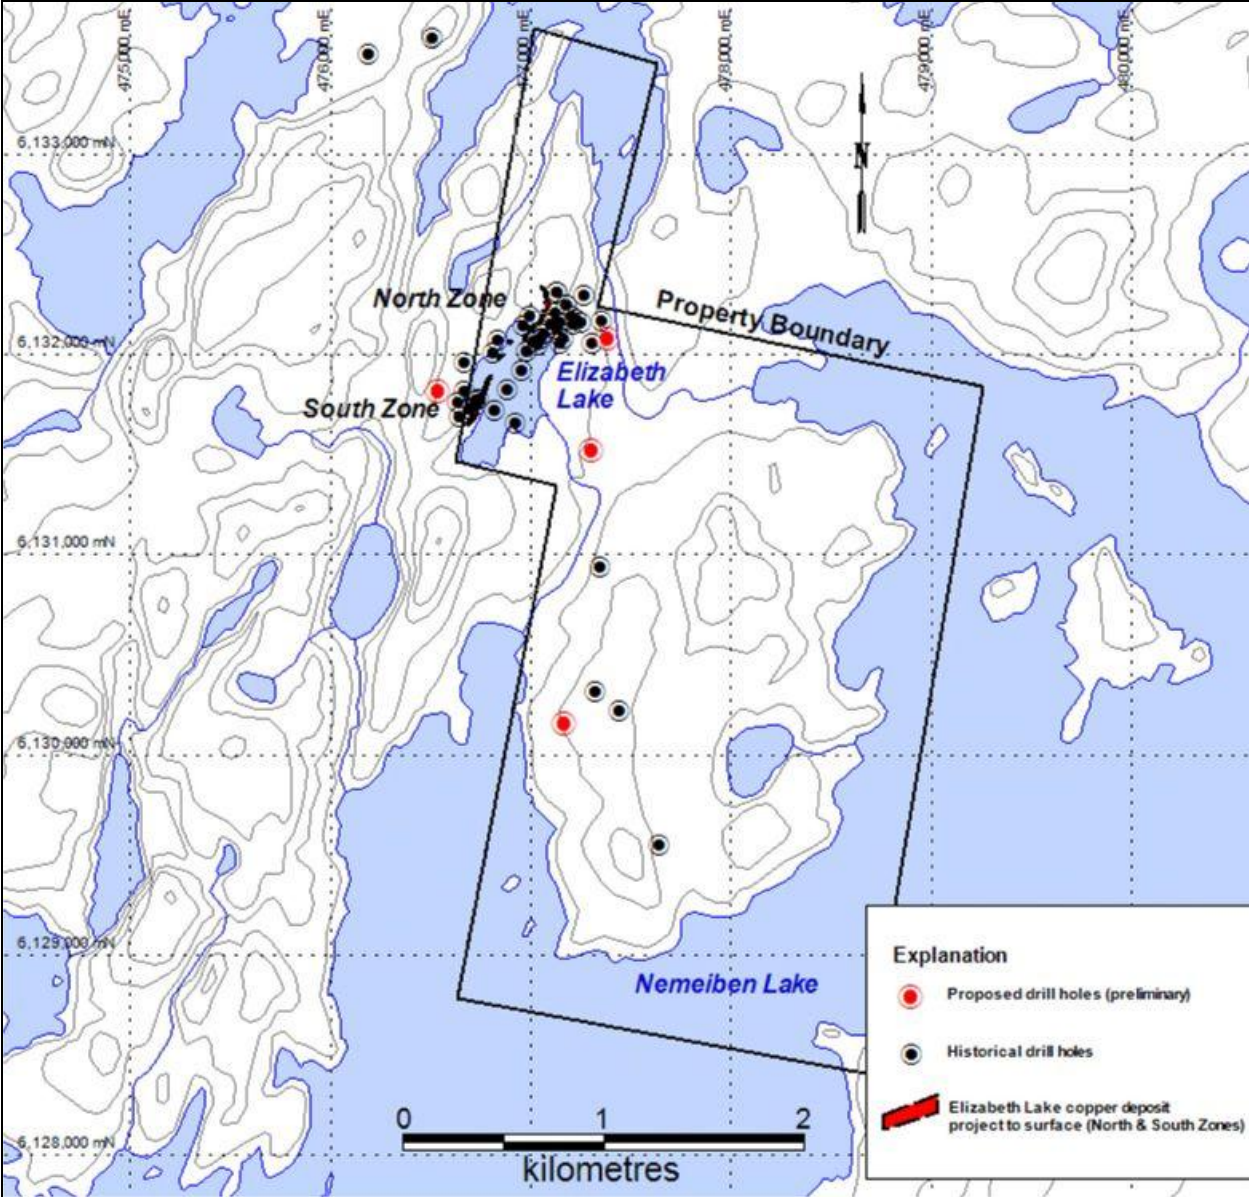 475,000 mE
476,000 mE
477,000 mE
478,000 mE
479,000 mE
480,000 mE
6,133,000 mN
N
North Zone
Property Boundary
6,132,000 mN
Elizabeth
Lake
South Zone
6,131,000 mN
6,130,000 mN
6,129,000 mN
Nemeiben Lake
Explanation
Proposed drill holes (preliminary)
Historical drill holes
Elizabeth Lake copper deposit
project to surface (North & South Zones)
0 1 2
kilometres
6,128,000 mN